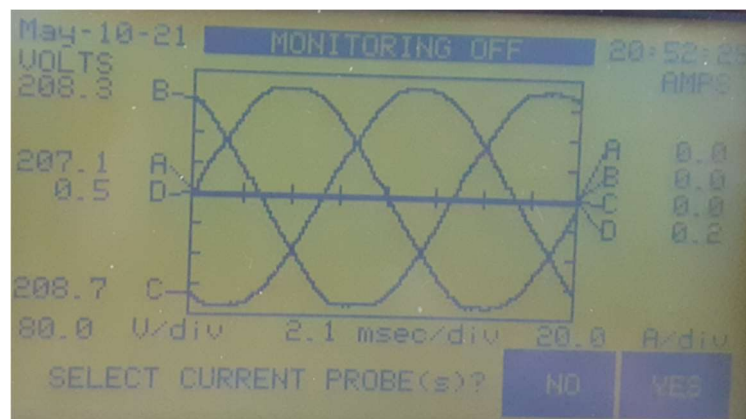 May-10-21 MONITORING OFF 20:52:25
VOLTS AMPS
208.3 B
207.1 A A 0.0
0.5 D B 0.0
C 0.0
D 0.2
208.7 C
80.0 V/div 2.1 msec/div 20.0 A/div
SELECT CURRENT PROBE(s)? NO YES